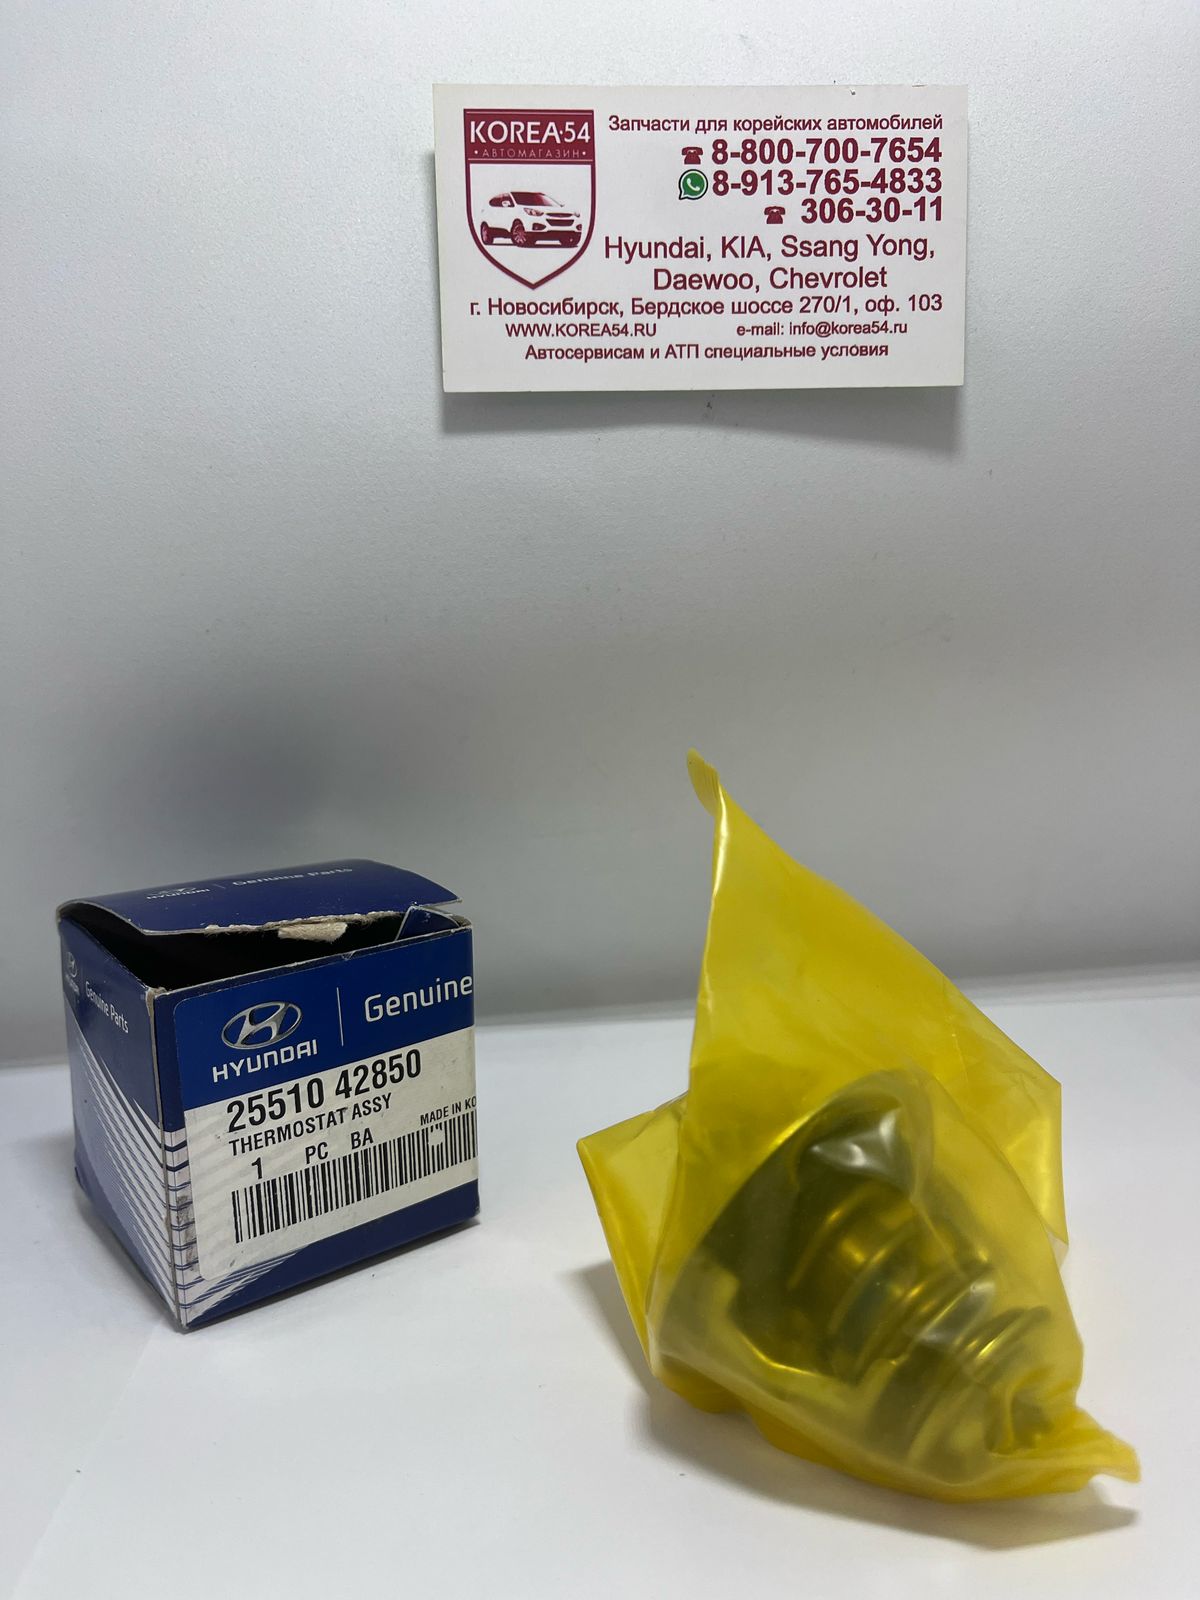 KOREA·54
•АВТОМАГАЗИН•
Запчасти для корейских автомобилей
8-800-700-7654
8-913-765-4833
306-30-11
Hyundai, KIA, Ssang Yong,
Daewoo, Chevrolet
г. Новосибирск, Бердское шоссе 270/1, оф. 103
WWW.KOREA54.RU e-mail: info@korea54.ru
Автосервисам и АТП специальные условия
HYUNDAI | Genuine Parts
HYUNDAI | Genuine Parts
HYUNDAI | Genuine
25510 42850
THERMOSTAT ASSY
MADE IN KO
1 PC BA